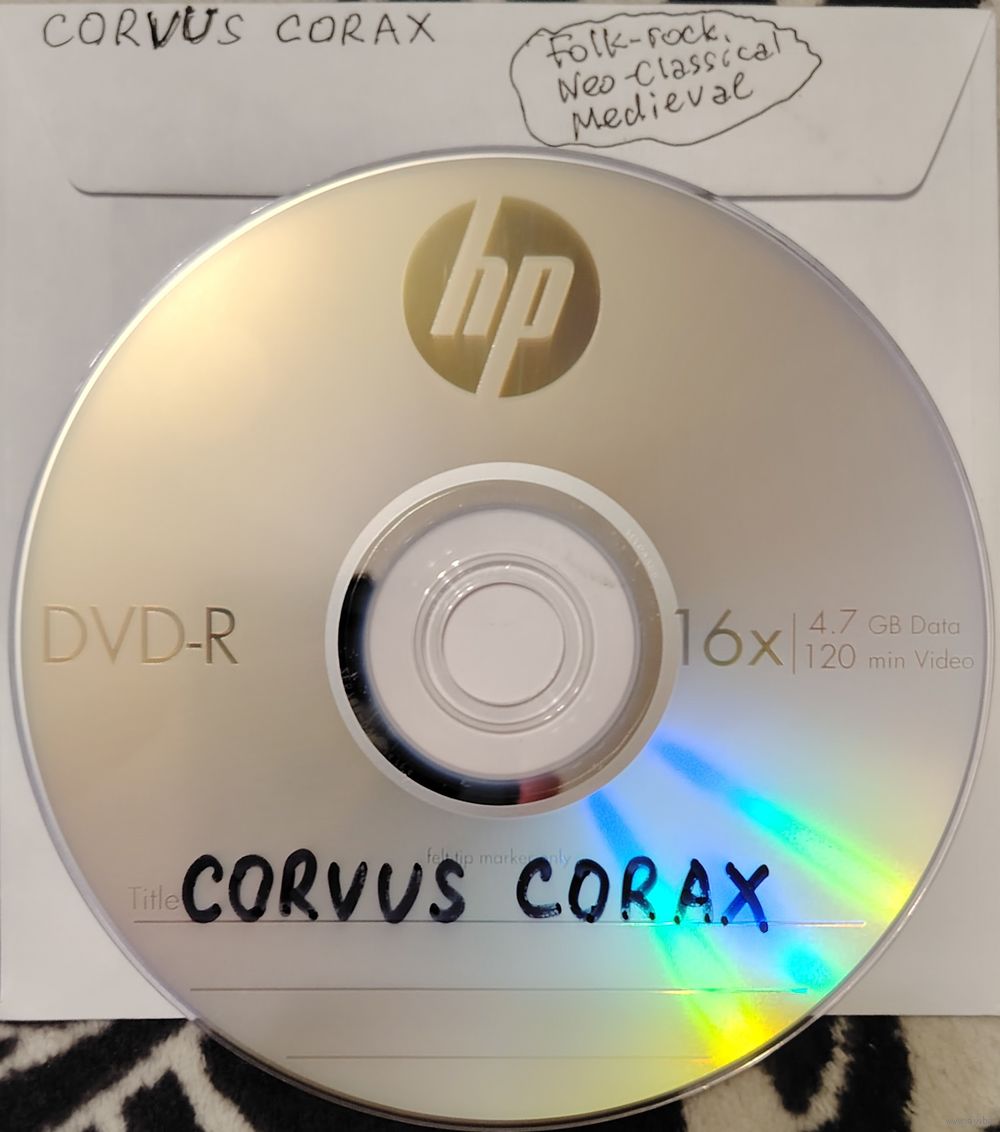 CORVUS CORAX
Folk-rock.
Neo-Classical
Medieval
hp
DVD-R
16x
4.7 GB Data
120 min Video
felt tip marker only
Title CORVUS CORAX